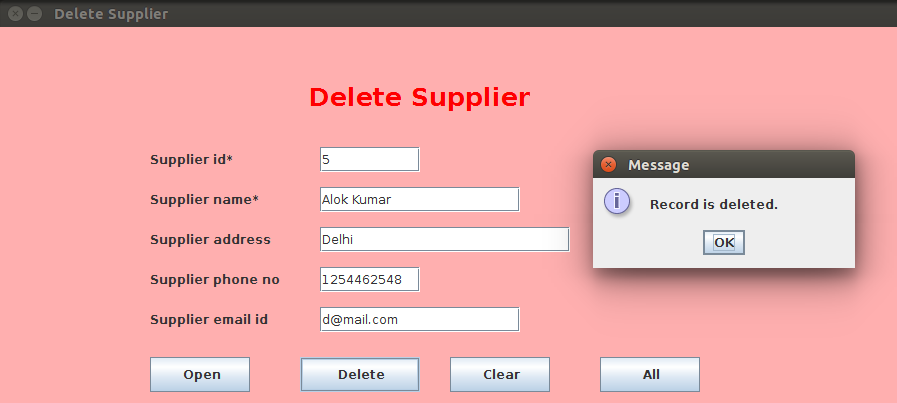 Delete Supplier
Delete Supplier
Supplier id* 5
Supplier name* Alok Kumar
Supplier address Delhi
Supplier phone no 1254462548
Supplier email id d@mail.com
Open Delete Clear All
Message
i Record is deleted.
OK